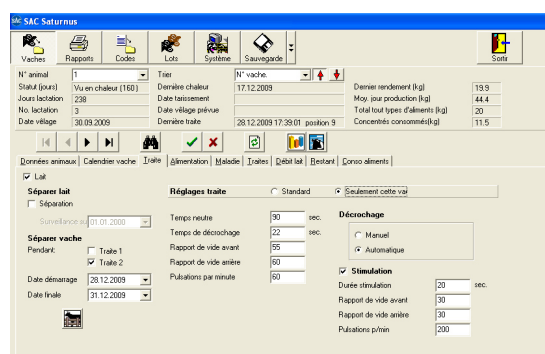 SAC SAC Saturnus
Vaches Rapports Codes Lots Système Sauvegarde Sortir
N° animal 1 Trier N° vache.
Statut (jours) Vu en chaleur (160) Dernière chaleur 17.12.2009 Dernier rendement (kg) 19.9
Jours lactation 238 Date tarissement Moy. jour production (kg) 44.4
No. lactation 3 Date vêlage prévue Total tout types d'aliments (kg) 20
Date vêlage 30.09.2009 Dernière traite 28.12.2009 17:39:01 position 9 Concentrés consommés(kg) 11.5
Données animaux Calendrier vache Traite Alimentation Maladie Traites Débit lait Restant Conso aliments
Lait
Séparer lait Réglages traite Standard Seulement cette va
Séparation
Surveillance au 01.01.2000
Temps neutre 90 sec. Décrochage
Séparer vache Temps de décrochage 22 sec. Manuel
Pendant: Traite 1 Rapport de vide avant 55 Automatique
Traite 2 Rapport de vide arrière 60
Date démarrage 28.12.2009 Pulsations par minute 60 Stimulation
Durée stimulation 20 sec.
Date finale 31.12.2009 Rapport de vide avant 30
Rapport de vide arrière 30
Pulsations p/min 200